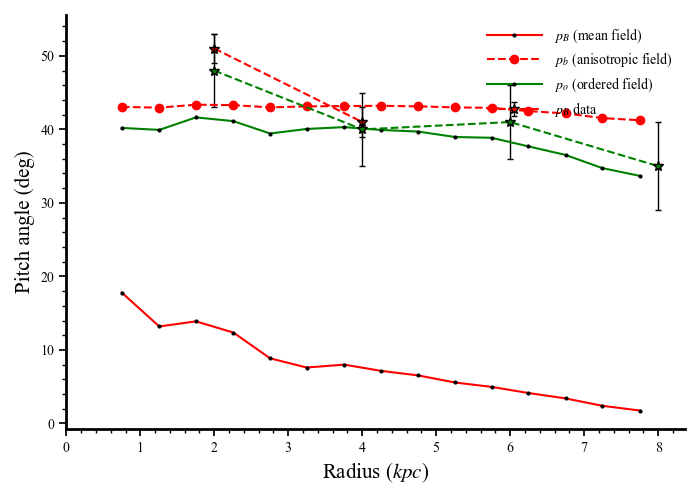 p_B (mean field)
p_b (anisotropic field)
p_o (ordered field)
p_B data
Pitch angle (deg)
50
40
30
20
10
0
0 1 2 3 4 5 6 7 8
Radius (kpc)